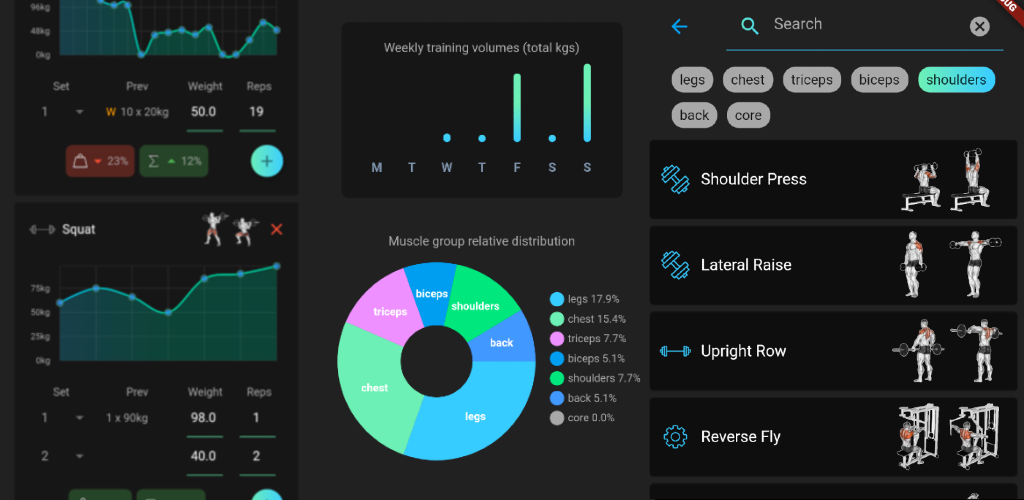 96kg
48kg
0kg
Set Prev Weight Reps
1 W 10 x 20kg 50.0 19
23% Σ 12% +
Squat
75kg
50kg
25kg
0kg
Set Prev Weight Reps
1 1 x 90kg 98.0 1
2 40.0 2
Weekly training volumes (total kgs)
M T W T F S S
Muscle group relative distribution
biceps
shoulders
triceps
back
chest
legs
legs 17.9%
chest 15.4%
triceps 7.7%
biceps 5.1%
shoulders 7.7%
back 5.1%
core 0.0%
Search
legs chest triceps biceps shoulders
back core
Shoulder Press
Lateral Raise
Upright Row
Reverse Fly